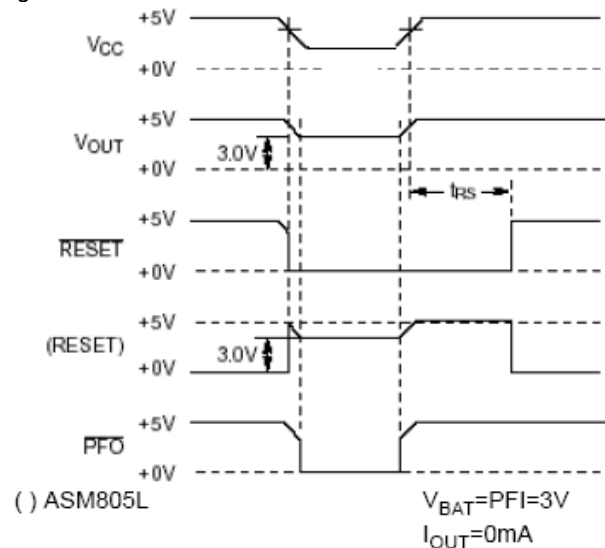 g
+5V
VCC
+0V
+5V
VOUT
3.0V
+0V
tRS
+5V
RESET
+0V
+5V
(RESET)
3.0V
+0V
+5V
PFO
+0V
( ) ASM805L
VBAT=PFI=3V
IOUT=0mA